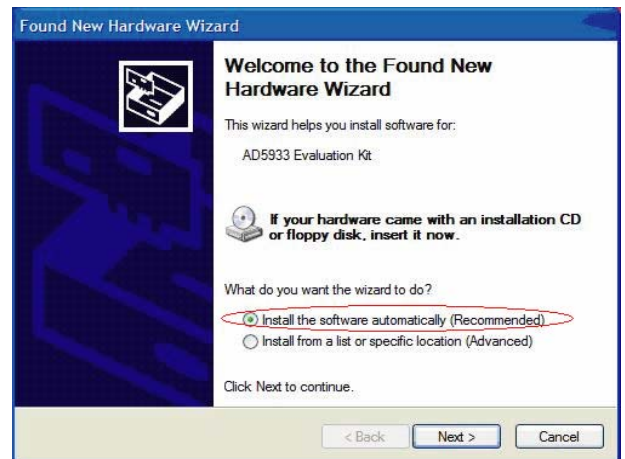 Found New Hardware Wizard
Welcome to the Found New
Hardware Wizard
This wizard helps you install software for:
AD5933 Evaluation Kit
If your hardware came with an installation CD
or floppy disk, insert it now.
What do you want the wizard to do?
Install the software automatically (Recommended)
Install from a list or specific location (Advanced)
Click Next to continue.
< Back Next > Cancel